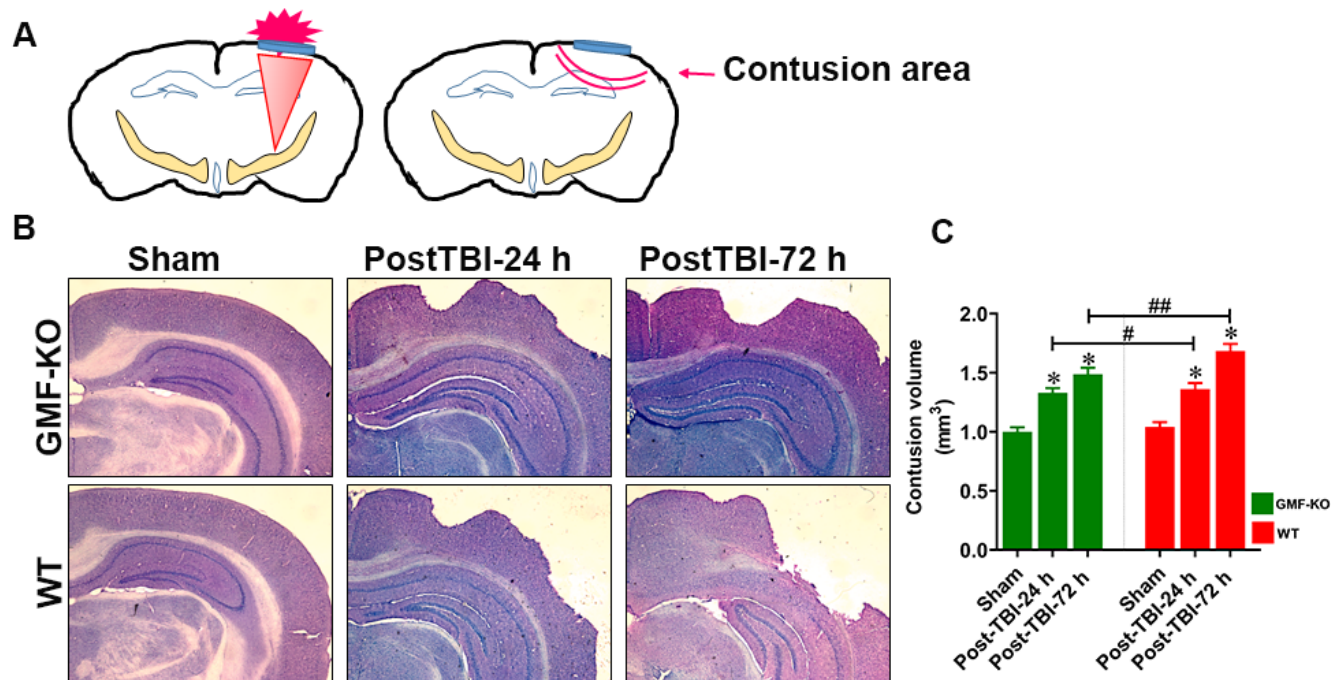 A
Contusion area
B
Sham
PostTBI-24 h
PostTBI-72 h
GMF-KO
WT
C
Contusion volume
(mm³)
2.0
1.5
1.0
0.5
0.0
##
#
*
*
*
*
Sham
Post-TBI-24 h
Post-TBI-72 h
Sham
Post-TBI-24 h
Post-TBI-72 h
GMF-KO
WT